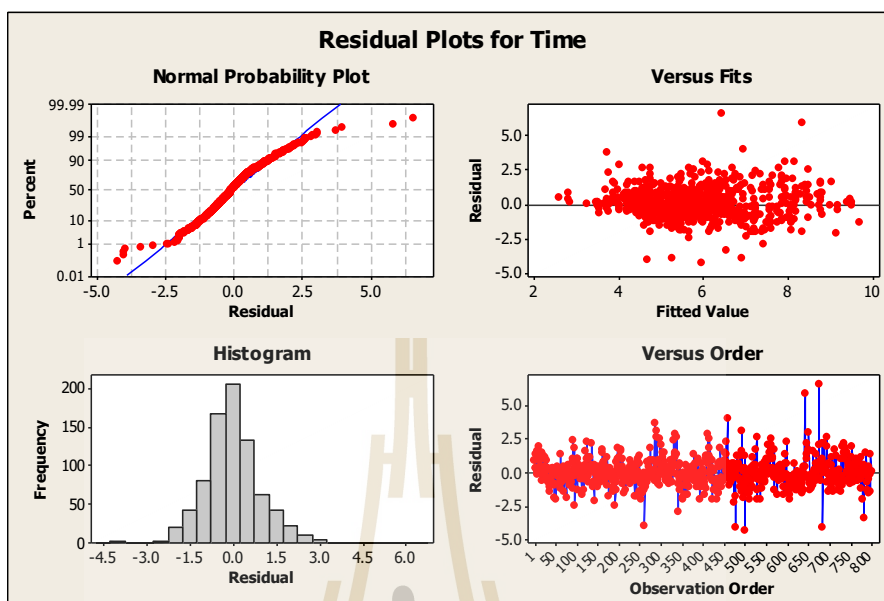 Residual Plots for Time
Normal Probability Plot
99.99
99
90
50
10
1
0.01
Percent
-5.0 -2.5 0.0 2.5 5.0
Residual
Versus Fits
5.0
2.5
0.0
-2.5
-5.0
Residual
2 4 6 8 10
Fitted Value
Histogram
200
150
100
50
0
Frequency
-4.5 -3.0 -1.5 0.0 1.5 3.0 4.5 6.0
Residual
Versus Order
5.0
2.5
0.0
-2.5
-5.0
Residual
1 50 100 150 200 250 300 350 400 450 500 550 600 650 700 750 800
Observation Order